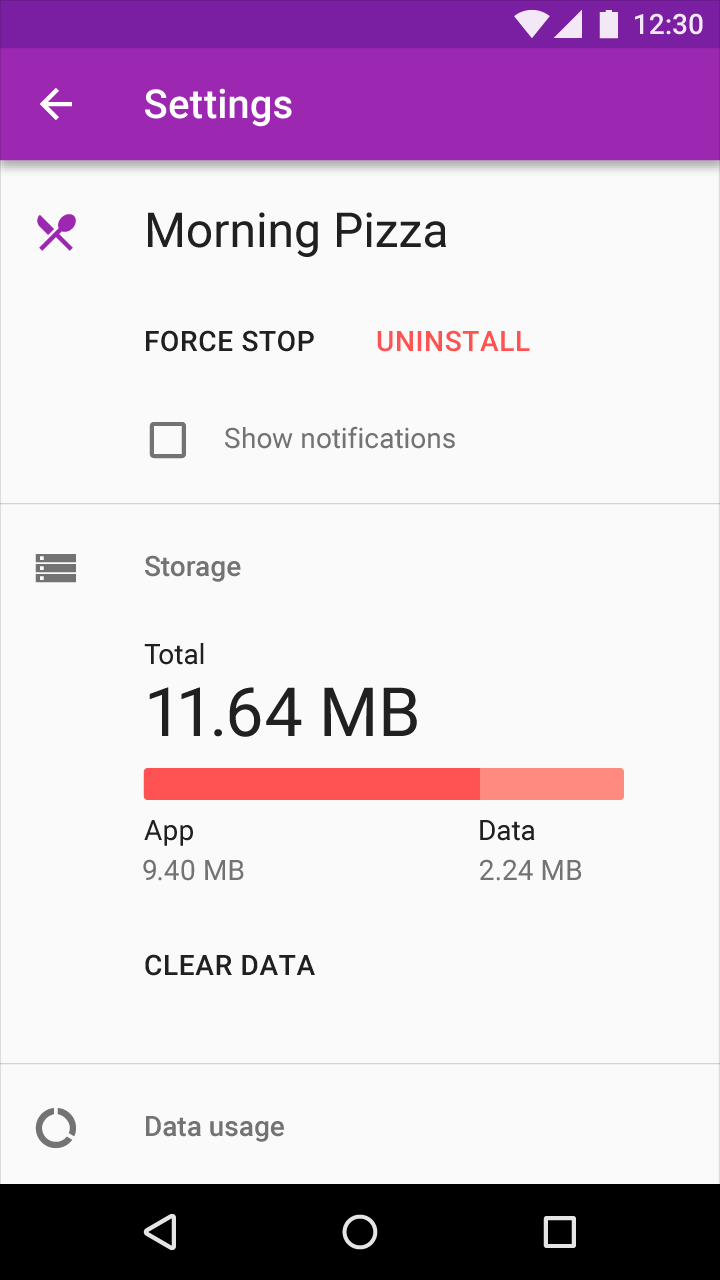 12:30
Settings
Morning Pizza
FORCE STOP UNINSTALL
Show notifications
Storage
Total
11.64 MB
App Data
9.40 MB 2.24 MB
CLEAR DATA
Data usage